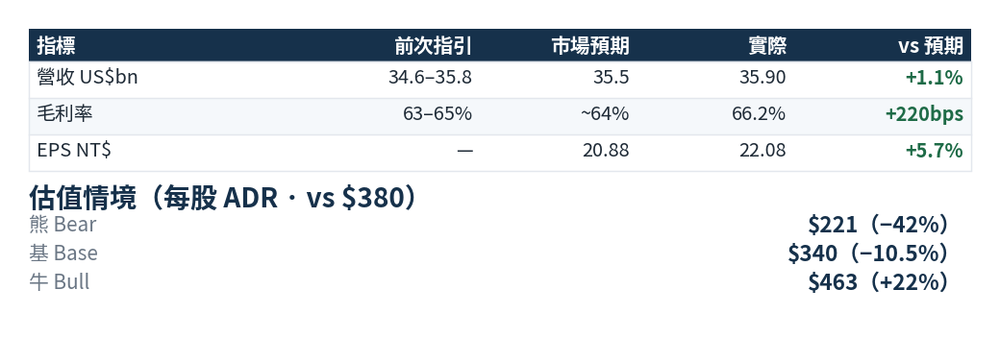 指標 前次指引 市場預期 實際 vs 預期
營收 US$bn 34.6–35.8 35.5 35.90 +1.1%
毛利率 63–65% ~64% 66.2% +220bps
EPS NT$ — 20.88 22.08 +5.7%
估值情境（每股 ADR · vs $380）
熊 Bear $221（−42%）
基 Base $340（−10.5%）
牛 Bull $463（+22%）